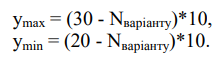 ymax = (30 - Nваріанту)*10,
ymin = (20 - Nваріанту)*10.